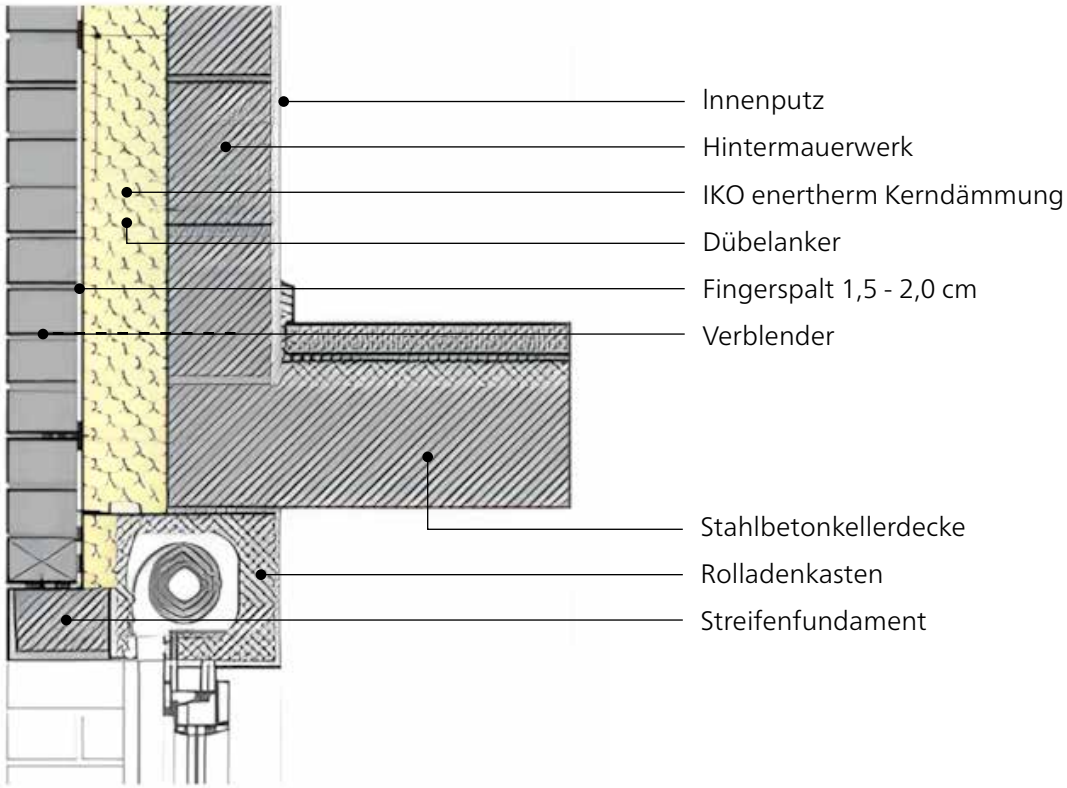 Innenputz
Hintermauerwerk
IKO enertherm Kerndämmung
Dübelanker
Fingerspalt 1,5 - 2,0 cm
Verblender
Stahlbetonkellerdecke
Rolladenkasten
Streifenfundament